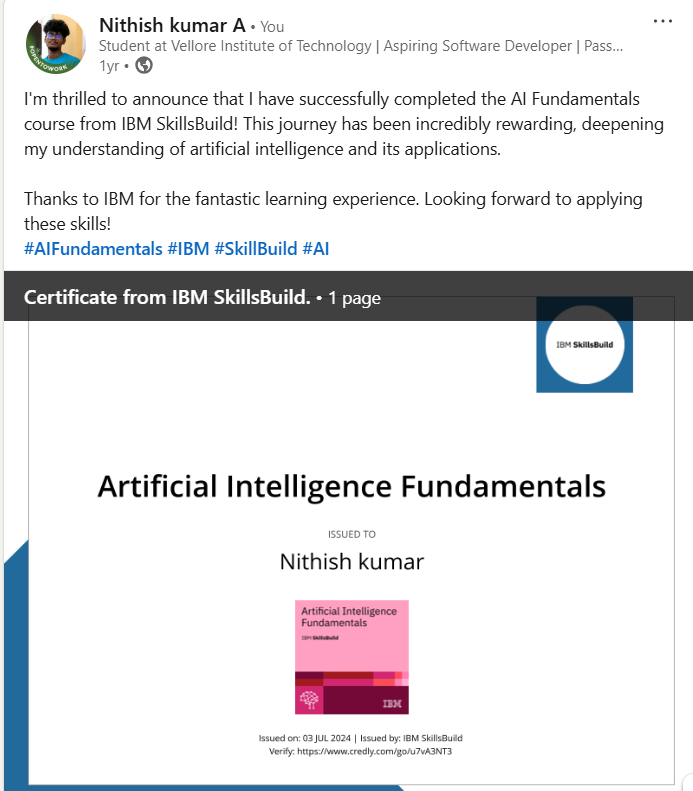 Nithish kumar A • You
Student at Vellore Institute of Technology | Aspiring Software Developer | Pass...
1yr •
#OPENTOWORK
I'm thrilled to announce that I have successfully completed the AI Fundamentals
course from IBM SkillsBuild! This journey has been incredibly rewarding, deepening
my understanding of artificial intelligence and its applications.
Thanks to IBM for the fantastic learning experience. Looking forward to applying
these skills!
#AIFundamentals #IBM #SkillBuild #AI
Certificate from IBM SkillsBuild. • 1 page
IBM SkillsBuild
Artificial Intelligence Fundamentals
ISSUED TO
Nithish kumar
Artificial Intelligence
Fundamentals
IBM SkillsBuild
IBM
Issued on: 03 JUL 2024 | Issued by: IBM SkillsBuild
Verify: https://www.credly.com/go/u7vA3NT3